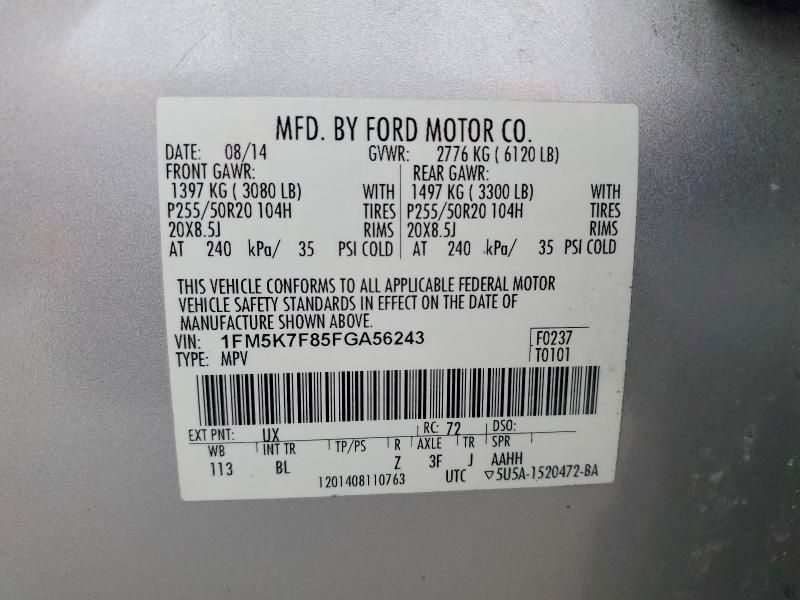 MFD. BY FORD MOTOR CO.
DATE: 08/14 GVWR: 2776 KG ( 6120 LB)
FRONT GAWR: REAR GAWR:
1397 KG ( 3080 LB) WITH 1497 KG ( 3300 LB) WITH
P255/50R20 104H TIRES P255/50R20 104H TIRES
20X8.5J RIMS 20X8.5J RIMS
AT 240 kPa/ 35 PSI COLD AT 240 kPa/ 35 PSI COLD
THIS VEHICLE CONFORMS TO ALL APPLICABLE FEDERAL MOTOR
VEHICLE SAFETY STANDARDS IN EFFECT ON THE DATE OF
MANUFACTURE SHOWN ABOVE.
VIN: 1FM5K7F85FGA56243 F0237
TYPE: MPV T0101
EXT PNT: UX RC: 72 DSO:
WB INT TR TP/PS R AXLE TR SPR
113 BL Z 3F J AAHH
1201408110763 UTC ▽5U5A-1520472-BA